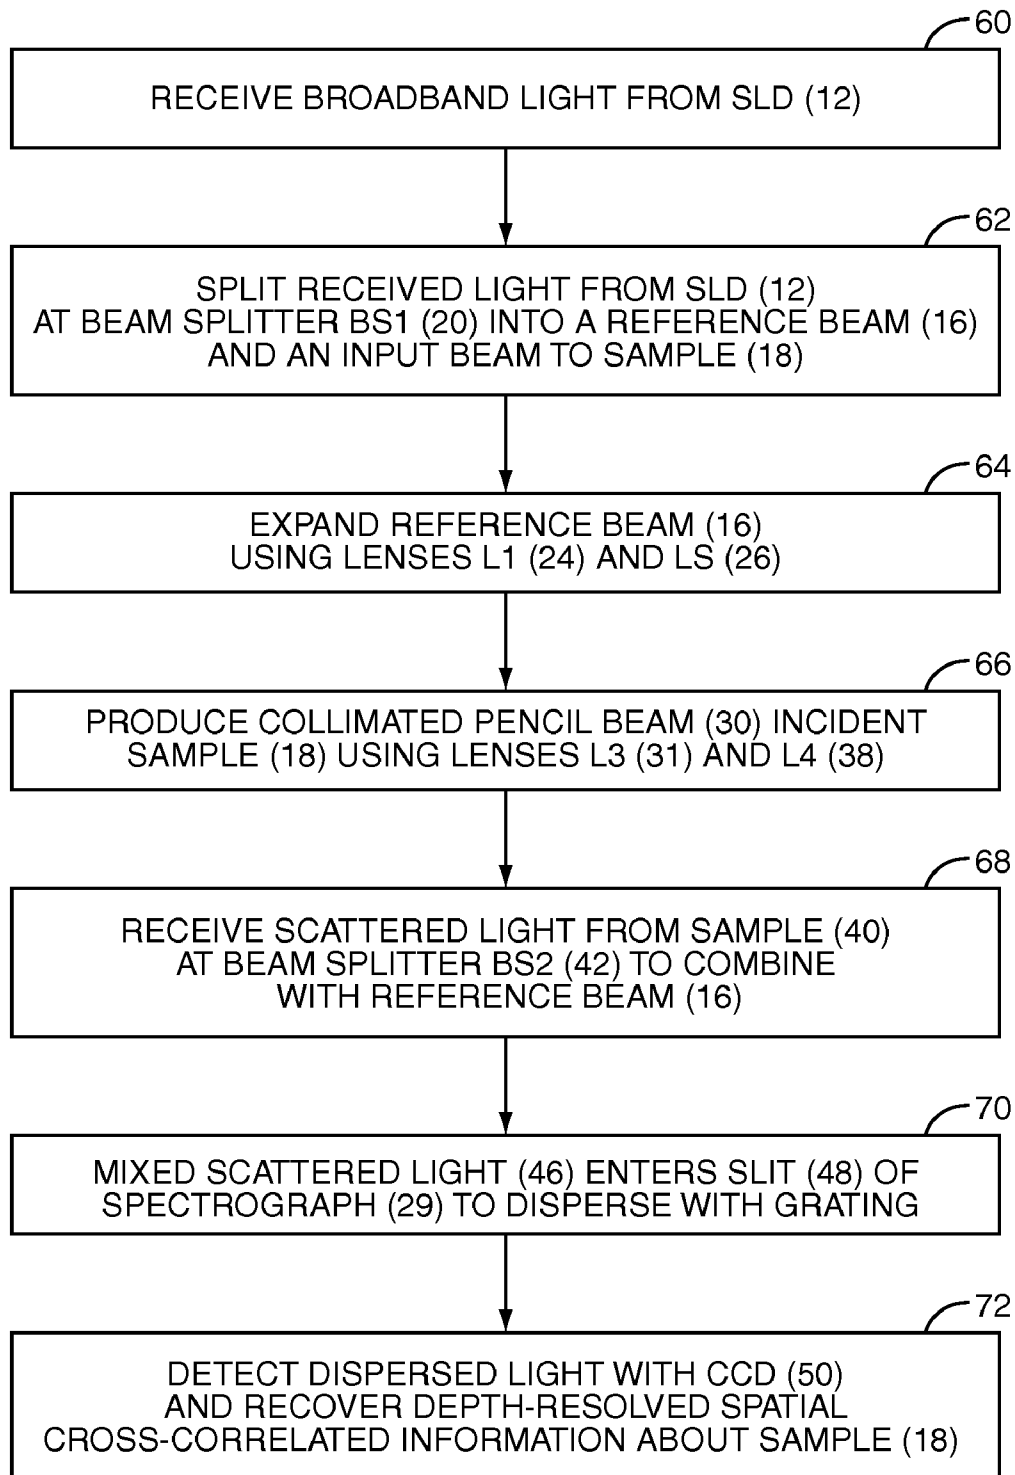 60
RECEIVE BROADBAND LIGHT FROM SLD (12)
62
SPLIT RECEIVED LIGHT FROM SLD (12)
AT BEAM SPLITTER BS1 (20) INTO A REFERENCE BEAM (16)
AND AN INPUT BEAM TO SAMPLE (18)
64
EXPAND REFERENCE BEAM (16)
USING LENSES L1 (24) AND LS (26)
66
PRODUCE COLLIMATED PENCIL BEAM (30) INCIDENT
SAMPLE (18) USING LENSES L3 (31) AND L4 (38)
68
RECEIVE SCATTERED LIGHT FROM SAMPLE (40)
AT BEAM SPLITTER BS2 (42) TO COMBINE
WITH REFERENCE BEAM (16)
70
MIXED SCATTERED LIGHT (46) ENTERS SLIT (48) OF
SPECTROGRAPH (29) TO DISPERSE WITH GRATING
72
DETECT DISPERSED LIGHT WITH CCD (50)
AND RECOVER DEPTH-RESOLVED SPATIAL
CROSS-CORRELATED INFORMATION ABOUT SAMPLE (18)